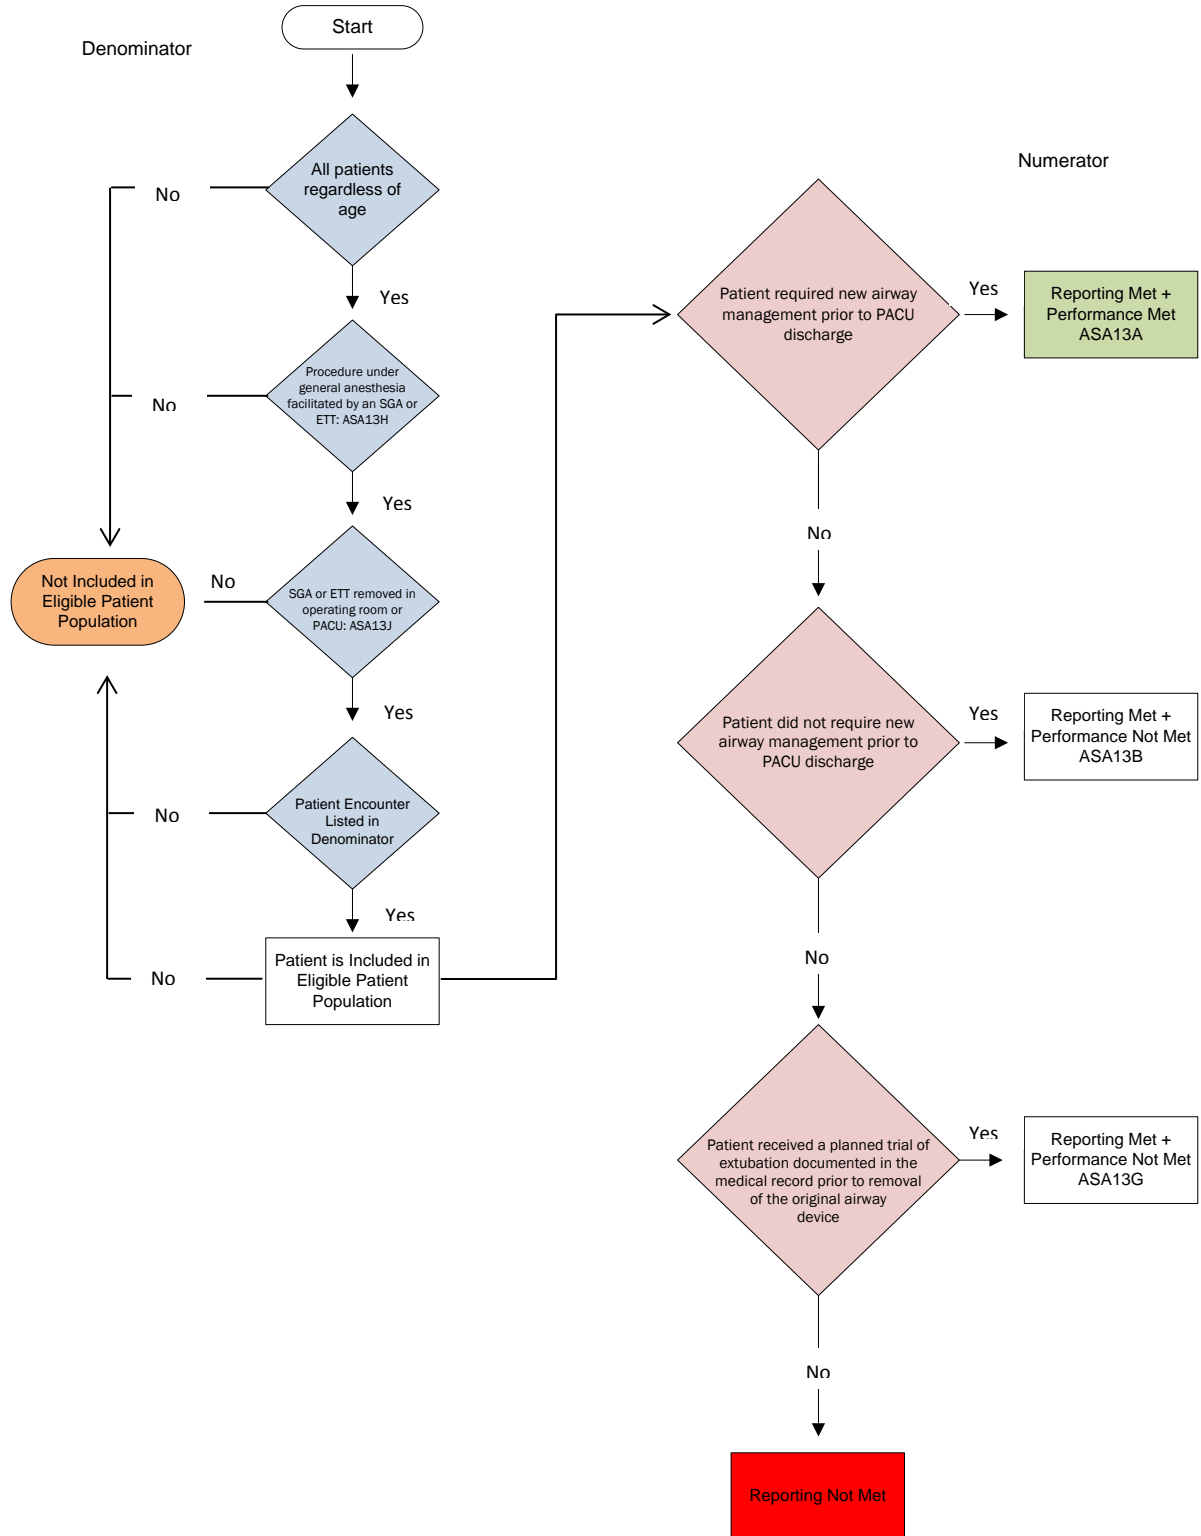 Start
Denominator
All patients
regardless of
age
No
Yes
Procedure under
general anesthesia
facilitated by an SGA or
ETT: ASA13H
No
Yes
SGA or ETT removed in
operating room or
PACU: ASA13J
No
Not Included in
Eligible Patient
Population
Yes
Patient Encounter
Listed in
Denominator
No
Yes
Patient is Included in
Eligible Patient
Population
No
Numerator
Patient required new airway
management prior to PACU
discharge
Yes
Reporting Met +
Performance Met
ASA13A
No
Patient did not require new
airway management prior to
PACU discharge
Yes
Reporting Met +
Performance Not Met
ASA13B
No
Patient received a planned trial of
extubation documented in the
medical record prior to removal
of the original airway
device
Yes
Reporting Met +
Performance Not Met
ASA13G
No
Reporting Not Met